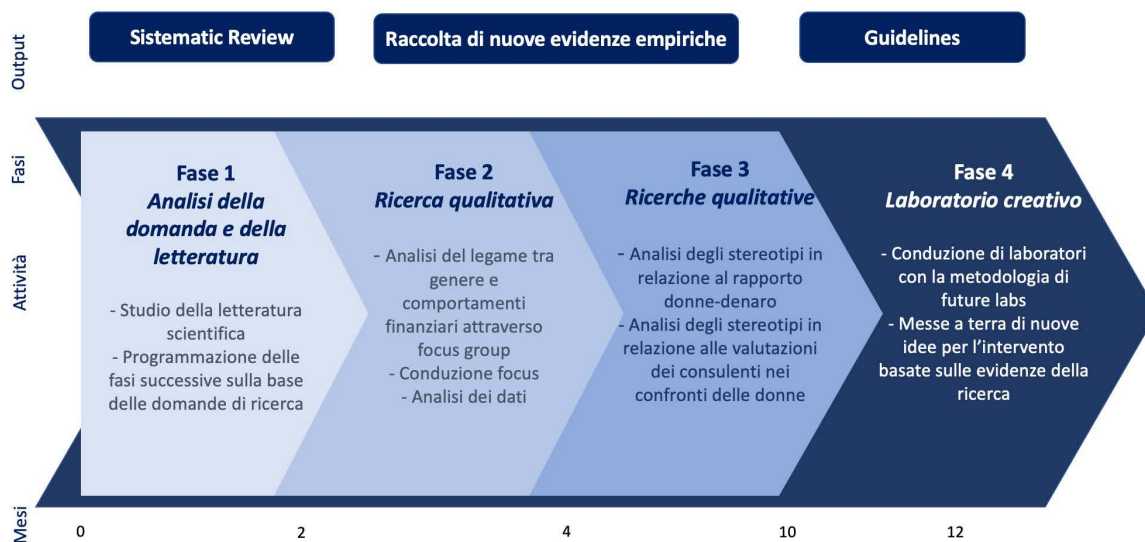 Output
Sistematic Review
Raccolta di nuove evidenze empiriche
Guidelines
Fasi
Attività
Fase 1
Analisi della
domanda e della
letteratura
- Studio della letteratura
scientifica
- Programmazione delle
fasi successive sulla base
delle domande di ricerca
Fase 2
Ricerca qualitativa
- Analisi del legame tra
genere e
comportamenti
finanziari attraverso
focus group
- Conduzione focus
- Analisi dei dati
Fase 3
Ricerche qualitative
- Analisi degli stereotipi in
relazione al rapporto
donne-denaro
- Analisi degli stereotipi in
relazione alle valutazioni
dei consulenti nei
confronti delle donne
Fase 4
Laboratorio creativo
- Conduzione di laboratori
con la metodologia di
future labs
- Messe a terra di nuove
idee per l'intervento
basate sulle evidenze della
ricerca
Mesi
0
2
4
10
12